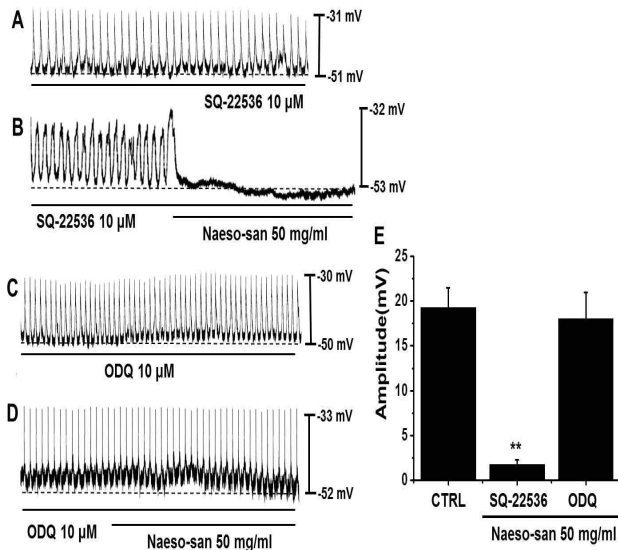 A
-31 mV
-51 mV
SQ-22536 10 µM
B
-32 mV
-53 mV
SQ-22536 10 µM
Naeso-san 50 mg/ml
C
-30 mV
-50 mV
ODQ 10 µM
D
-33 mV
-52 mV
ODQ 10 µM
Naeso-san 50 mg/ml
E
Amplitude(mV)
25
20
15
10
5
0
**
CTRL SQ-22536 ODQ
Naeso-san 50 mg/ml